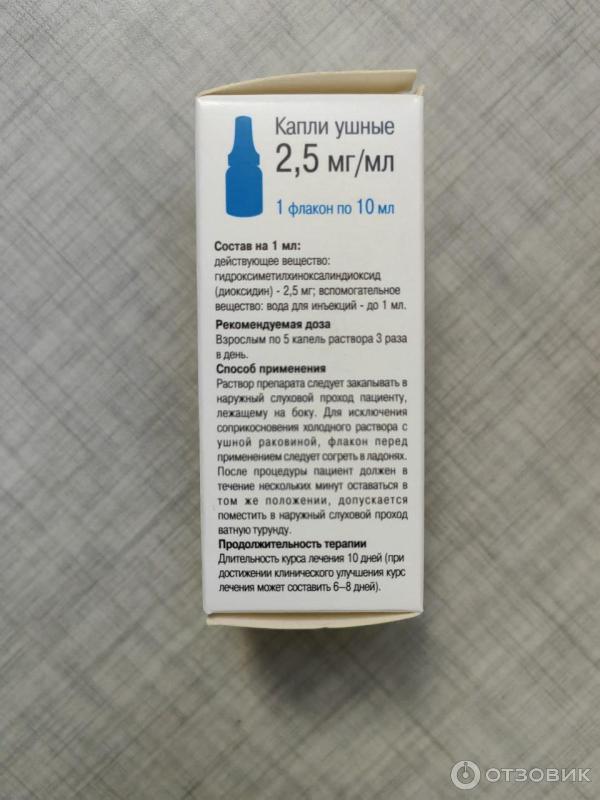 Капли ушные
2,5 мг/мл
1 флакон по 10 мл
Состав на 1 мл:
действующее вещество:
гидроксиметилхиноксалиндиоксид
(диоксидин) - 2,5 мг; вспомогательное
вещество: вода для инъекций - до 1 мл.
Рекомендуемая доза
Взрослым по 5 капель раствора 3 раза
в день.
Способ применения
Раствор препарата следует закапывать в
наружный слуховой проход пациенту,
лежащему на боку. Для исключения
соприкосновения холодного раствора с
ушной раковиной, флакон перед
применением следует согреть в ладонях.
После процедуры пациент должен в
течение нескольких минут оставаться в
том же положении, допускается
поместить в наружный слуховой проход
ватную турунду.
Продолжительность терапии
Длительность курса лечения 10 дней (при
достижении клинического улучшения курс
лечения может составить 6–8 дней).
ОТЗОВИК